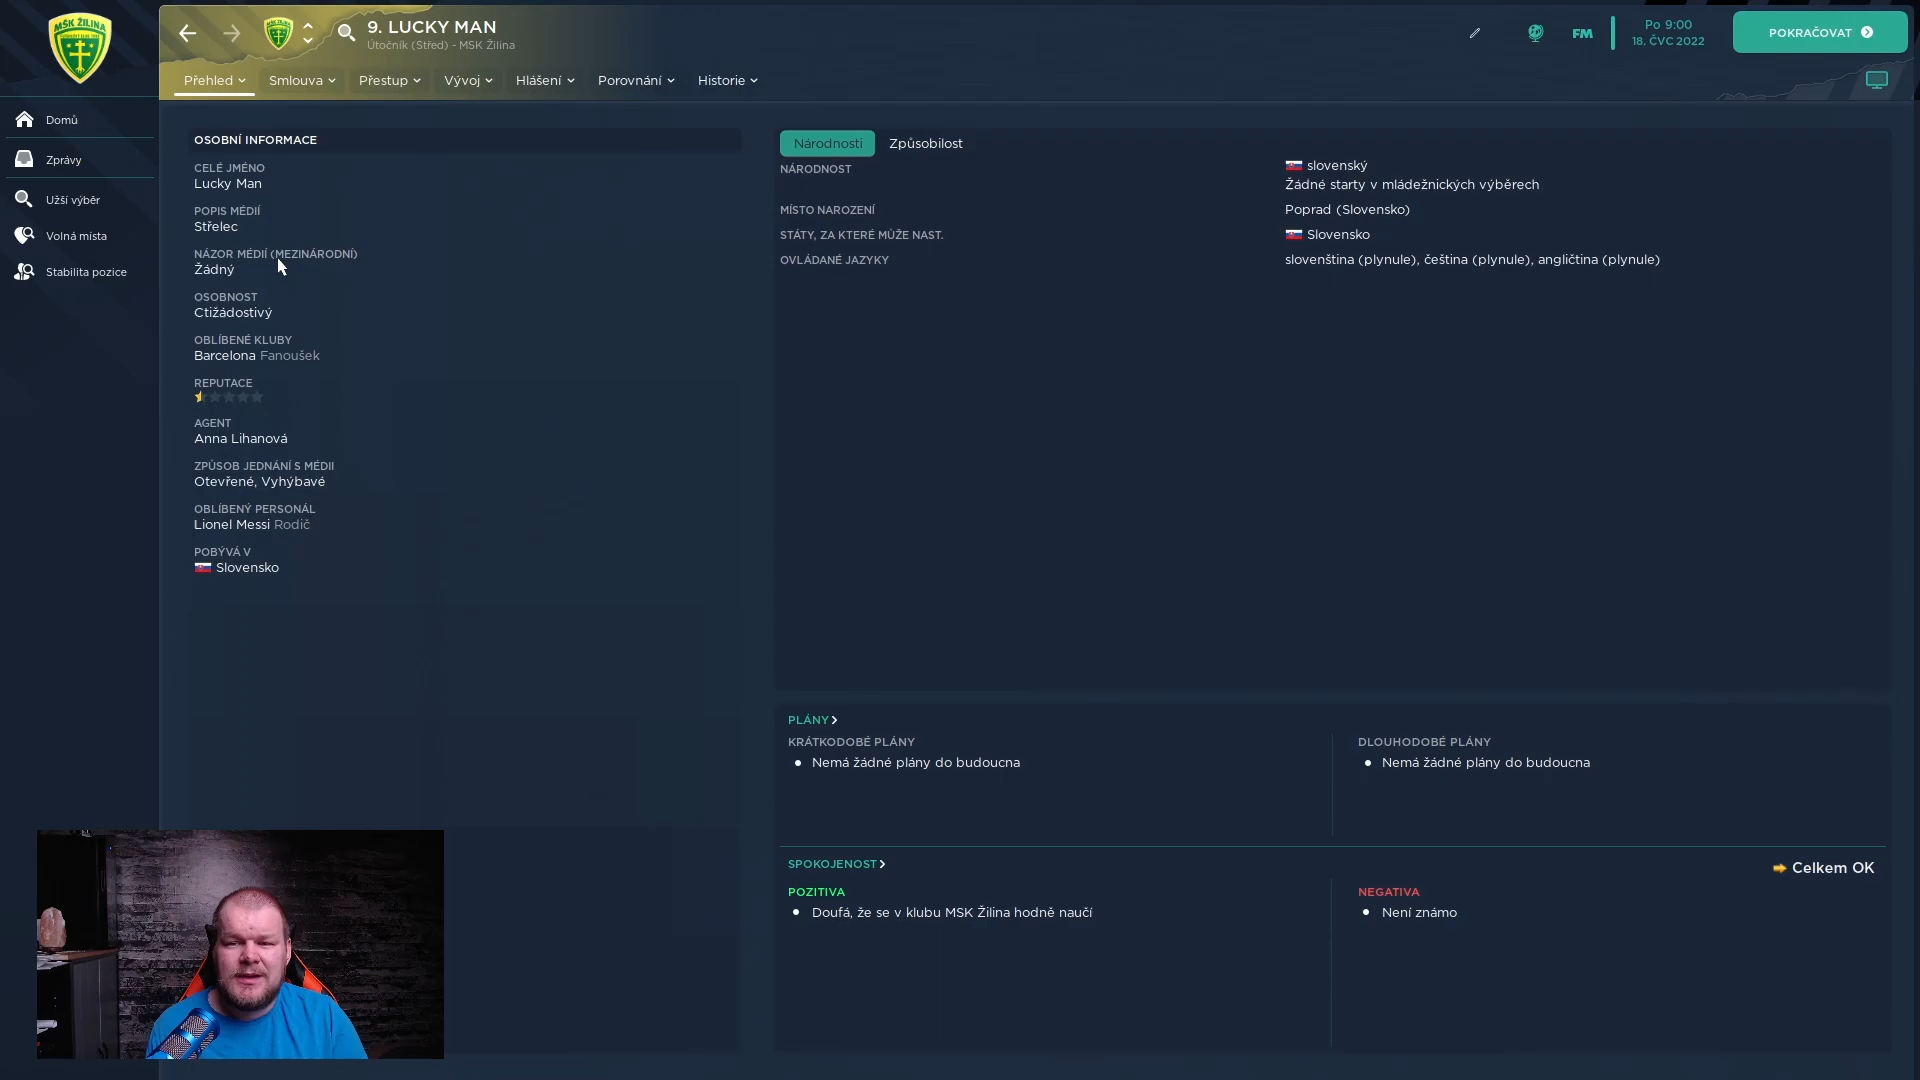 MŠK ŽILINA
9. LUCKY MAN
Útočník (Střed) - MSK Žilina
FM
Po 9:00
18. ČVC 2022
POKRAČOVAT
Přehled
Smlouva
Přestup
Vývoj
Hlášení
Porovnání
Historie
Domů
Zprávy
Užší výběr
Volná místa
Stabilita pozice
OSOBNÍ INFORMACE
CELÉ JMÉNO
Lucky Man
POPIS MÉDIÍ
Střelec
NÁZOR MÉDIÍ (MEZINÁRODNÍ)
Žádný
OSOBNOST
Ctižádostivý
OBLÍBENÉ KLUBY
Barcelona Fanoušek
REPUTACE
AGENT
Anna Lihanová
ZPŮSOB JEDNÁNÍ S MÉDII
Otevřené, Vyhýbavé
OBLÍBENÝ PERSONÁL
Lionel Messi Rodič
POBÝVÁ V
Slovensko
Národnosti
Způsobilost
NÁRODNOST
slovenský
Žádné starty v mládežnických výběrech
MÍSTO NAROZENÍ
Poprad (Slovensko)
STÁTY, ZA KTERÉ MŮŽE NAST.
Slovensko
OVLÁDANÉ JAZYKY
slovenština (plynule), čeština (plynule), angličtina (plynule)
PLÁNY
KRÁTKODOBÉ PLÁNY
Nemá žádné plány do budoucna
DLOUHODOBÉ PLÁNY
Nemá žádné plány do budoucna
SPOKOJENOST
Celkem OK
POZITIVA
Doufá, že se v klubu MSK Žilina hodně naučí
NEGATIVA
Není známo